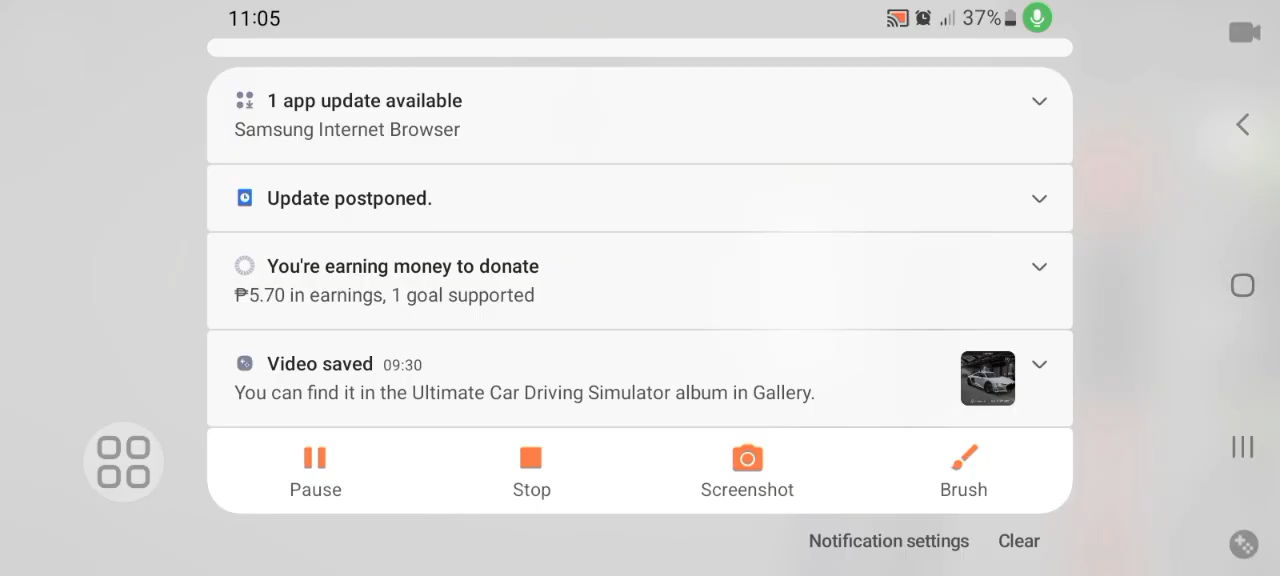 11:05
37%
1 app update available
Samsung Internet Browser
Update postponed.
You're earning money to donate
₱5.70 in earnings, 1 goal supported
Video saved 09:30
You can find it in the Ultimate Car Driving Simulator album in Gallery.
Pause
Stop
Screenshot
Brush
Notification settings
Clear